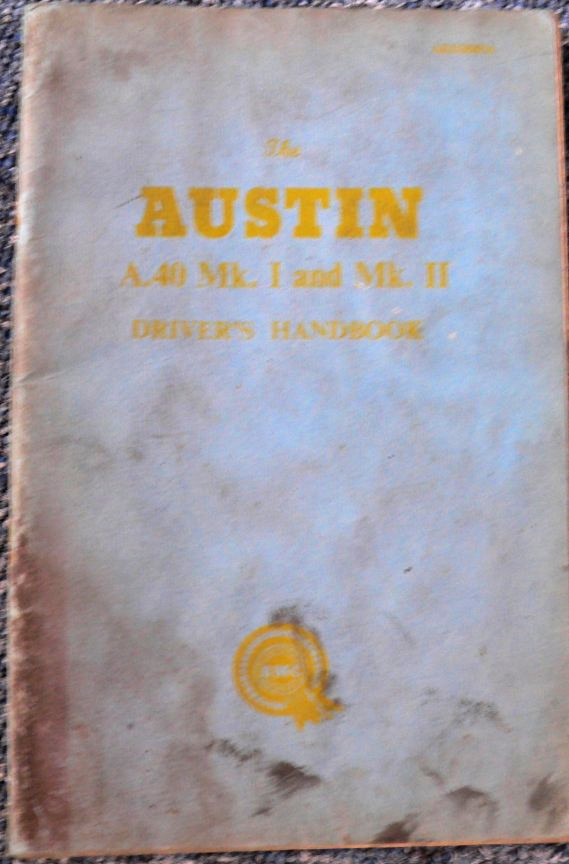 The
AUSTIN
A.40 Mk. I and Mk. II
DRIVER'S HANDBOOK